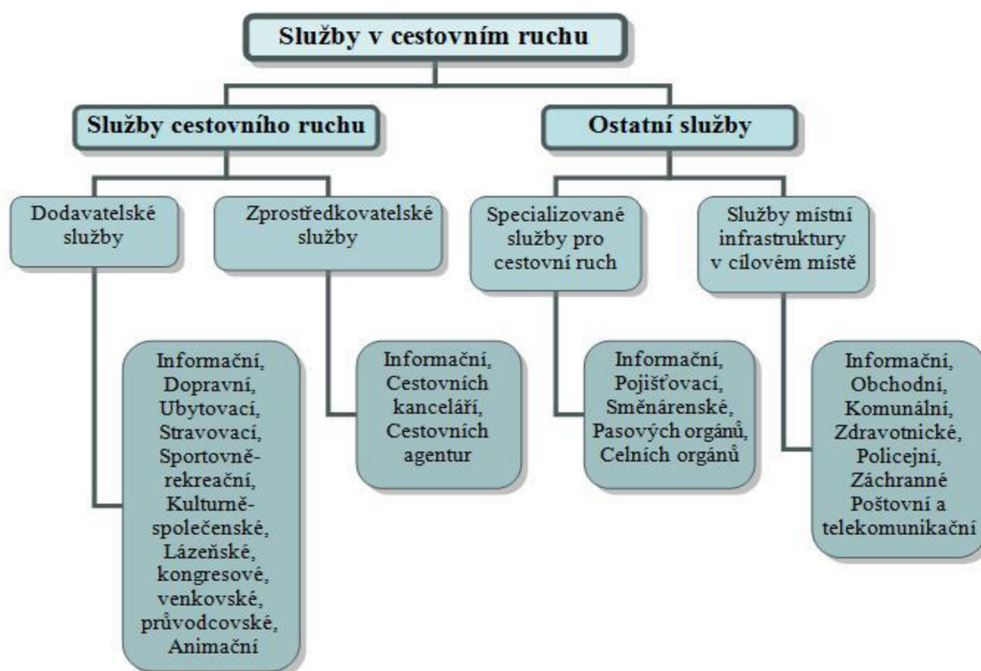 Služby v cestovním ruchu
Služby cestovního ruchu
Ostatní služby
Dodavatelské
služby
Zprostředkovatelské
služby
Specializované
služby pro
cestovní ruch
Služby místní
infrastruktury
v cílovém místě
Informační,
Dopravní,
Ubytovací,
Stravovací,
Sportovně-
rekreační,
Kulturně-
společenské,
Lázeňské,
kongresové,
venkovské,
průvodcovské,
Animační
Informační,
Cestovních
kanceláří,
Cestovních
agentur
Informační,
Pojišťovací,
Směnárenské,
Pasových orgánů,
Celních orgánů
Informační,
Obchodní,
Komunální,
Zdravotnické,
Policejní,
Záchranné
Poštovní a
telekomunikační